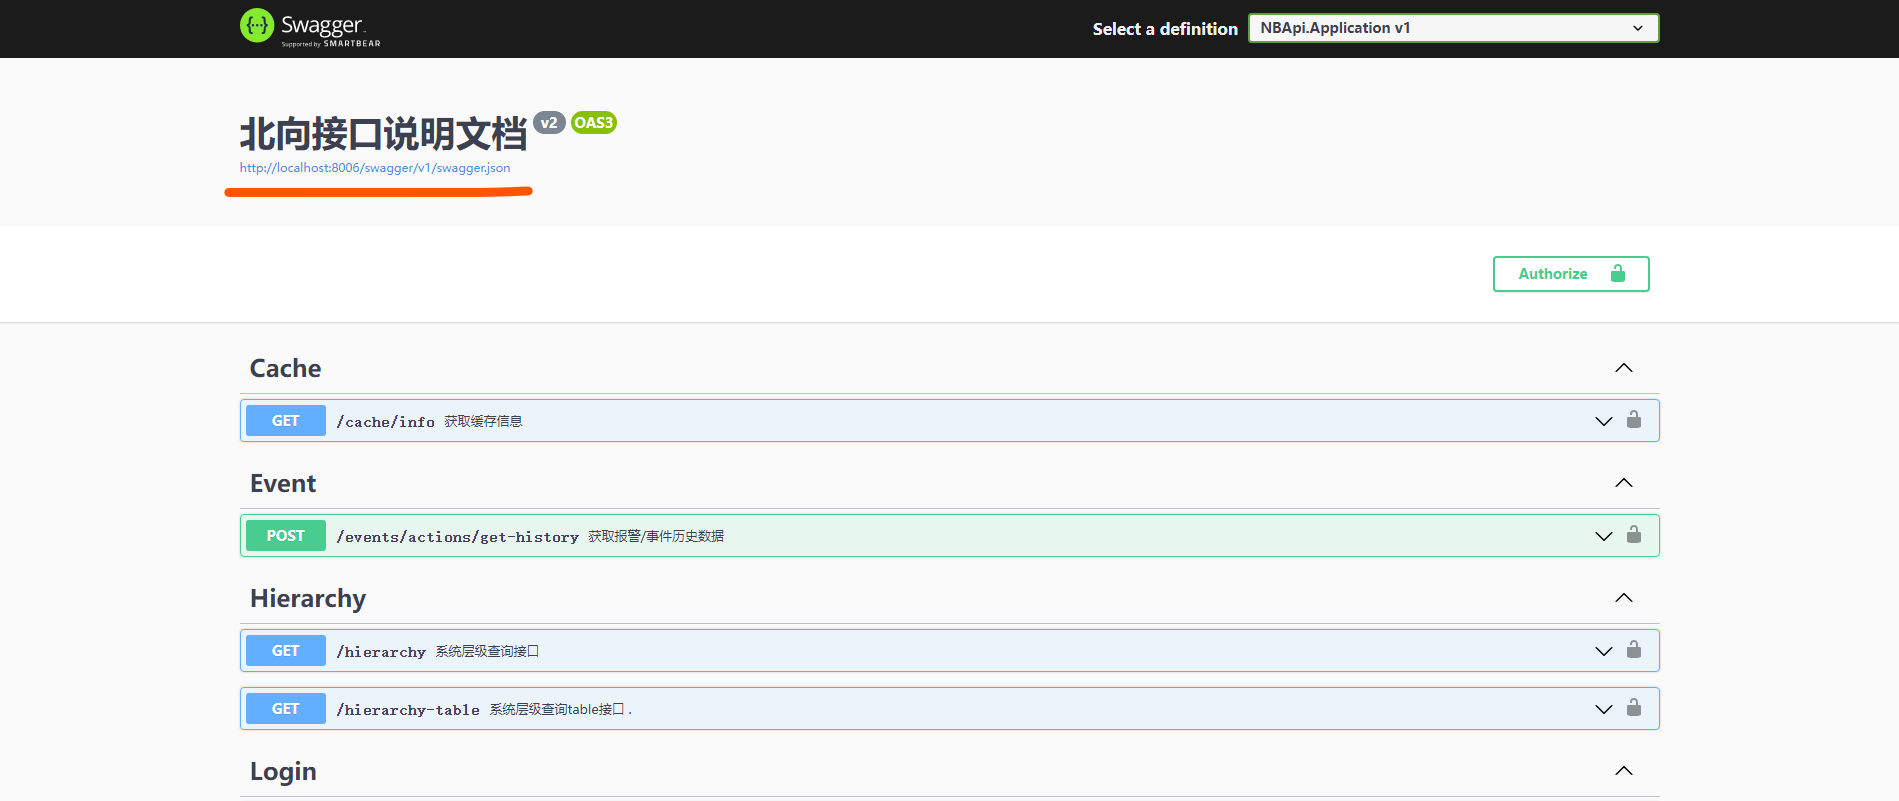 Swagger.
Supported by SMARTBEAR
Select a definition
NBApi.Application v1
北向接口说明文档 v2 OAS3
http://localhost:8006/swagger/v1/swagger.json
Authorize
Cache
GET /cache/info 获取缓存信息
Event
POST /events/actions/get-history 获取报警/事件历史数据
Hierarchy
GET /hierarchy 系统层级查询接口
GET /hierarchy-table 系统层级查询table接口 .
Login